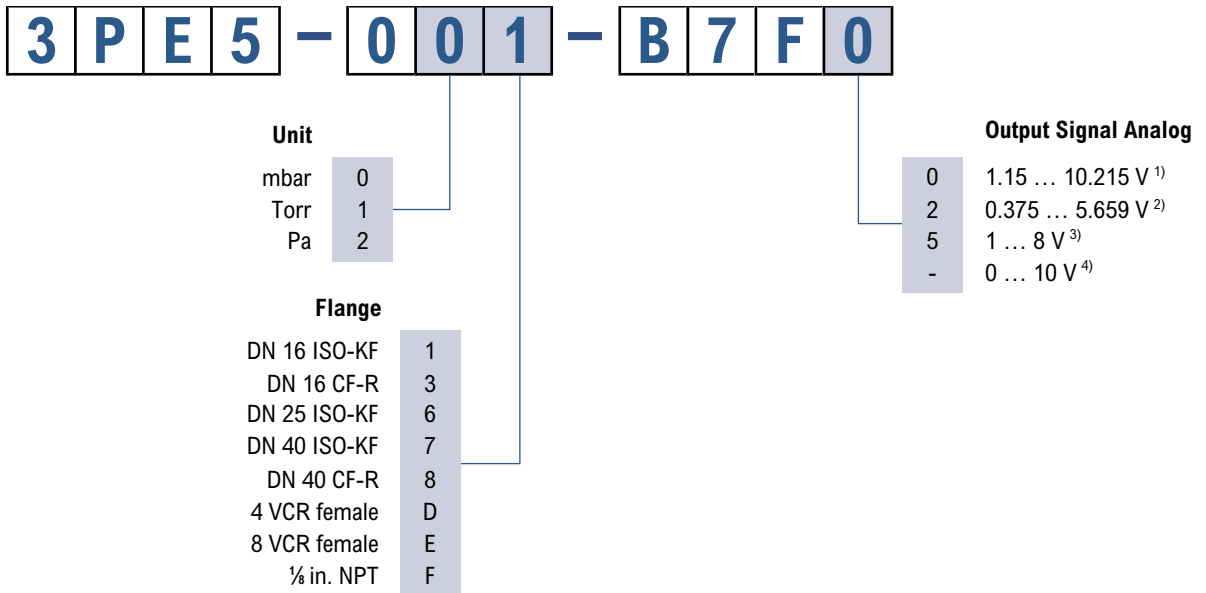 3PE5-001-B7F0
Unit
mbar 0
Torr 1
Pa 2
Flange
DN 16 ISO-KF 1
DN 16 CF-R 3
DN 25 ISO-KF 6
DN 40 ISO-KF 7
DN 40 CF-R 8
4 VCR female D
8 VCR female E
⅛ in. NPT F
Output Signal Analog
0 1.15 … 10.215 V 1)
2 0.375 … 5.659 V 2)
5 1 … 8 V 3)
- 0 … 10 V 4)